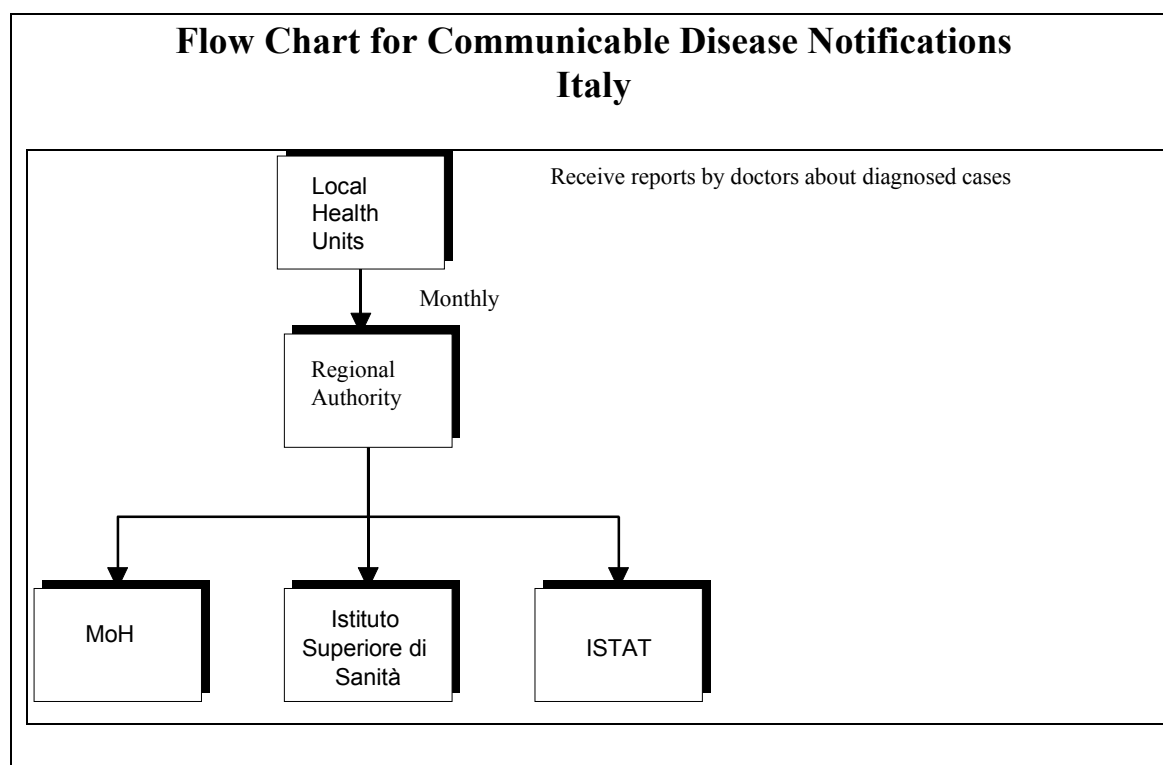 Flow Chart for Communicable Disease Notifications
Italy
Local
Health
Units
Receive reports by doctors about diagnosed cases
Monthly
Regional
Authority
MoH
Istituto
Superiore di
Sanità
ISTAT